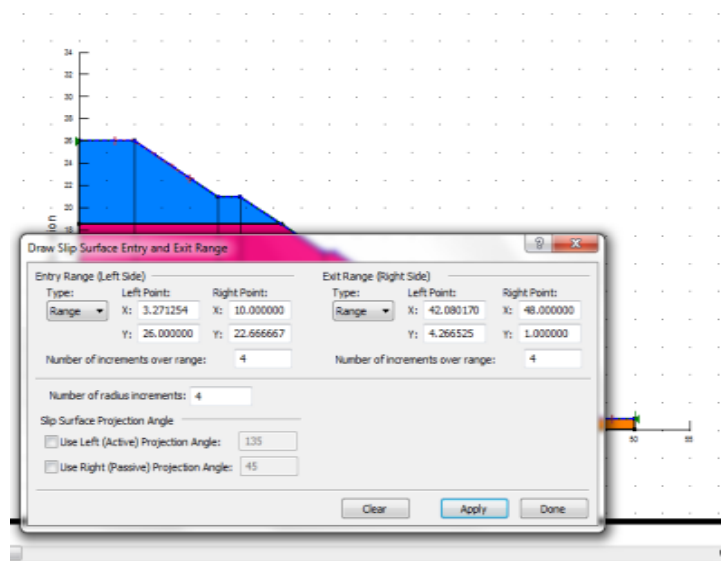 34
32
30
28
26
24
22
20
18
Draw Slip Surface Entry and Exit Range
Entry Range (Left Side)
Type: Left Point: Right Point:
Range X: 3.271254 X: 10.000000
Y: 26.000000 Y: 22.666667
Number of increments over range: 4
Exit Range (Right Side)
Type: Left Point: Right Point:
Range X: 42.080170 X: 48.000000
Y: 4.266525 Y: 1.000000
Number of increments over range: 4
Number of radius increments: 4
Slip Surface Projection Angle
Use Left (Active) Projection Angle: 135
Use Right (Passive) Projection Angle: 45
Clear Apply Done
50 55